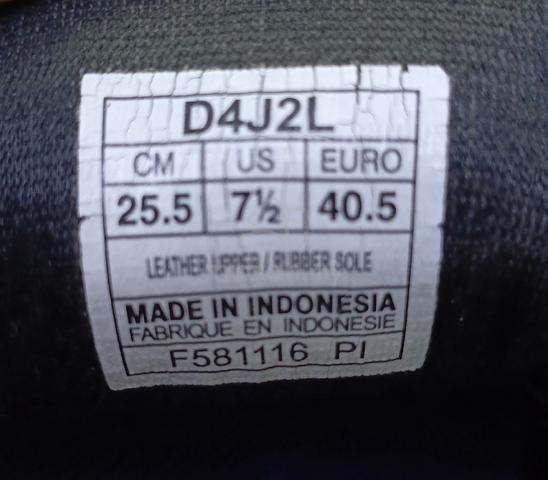 D4J2L
CM US EURO
25.5 7½ 40.5
LEATHER UPPER / RUBBER SOLE
MADE IN INDONESIA
FABRIQUE EN INDONESIE
F581116 PI